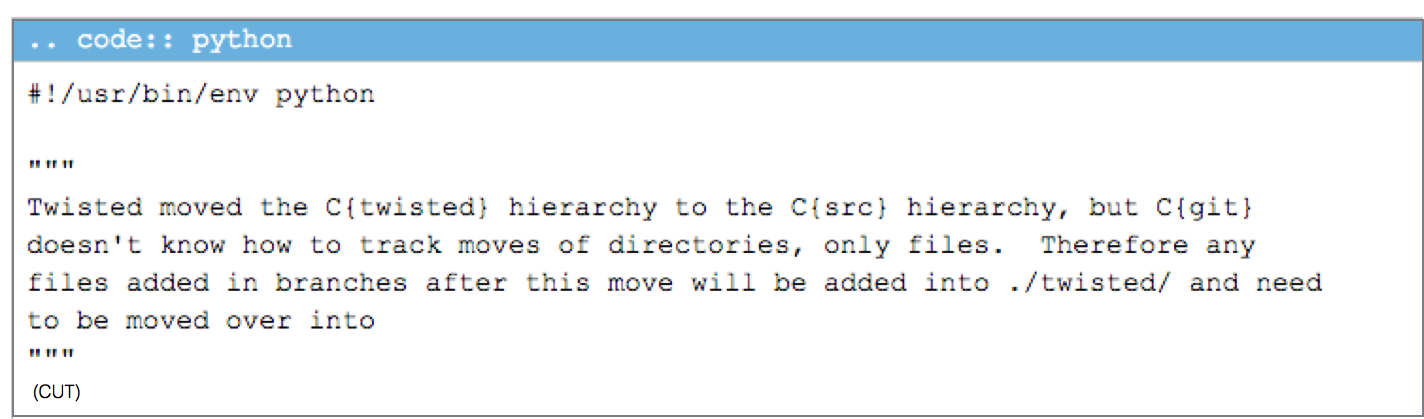 .. code:: python
#!/usr/bin/env python
"""
Twisted moved the C{twisted} hierarchy to the C{src} hierarchy, but C{git}
doesn't know how to track moves of directories, only files.  Therefore any
files added in branches after this move will be added into ./twisted/ and need
to be moved over into
"""
(CUT)